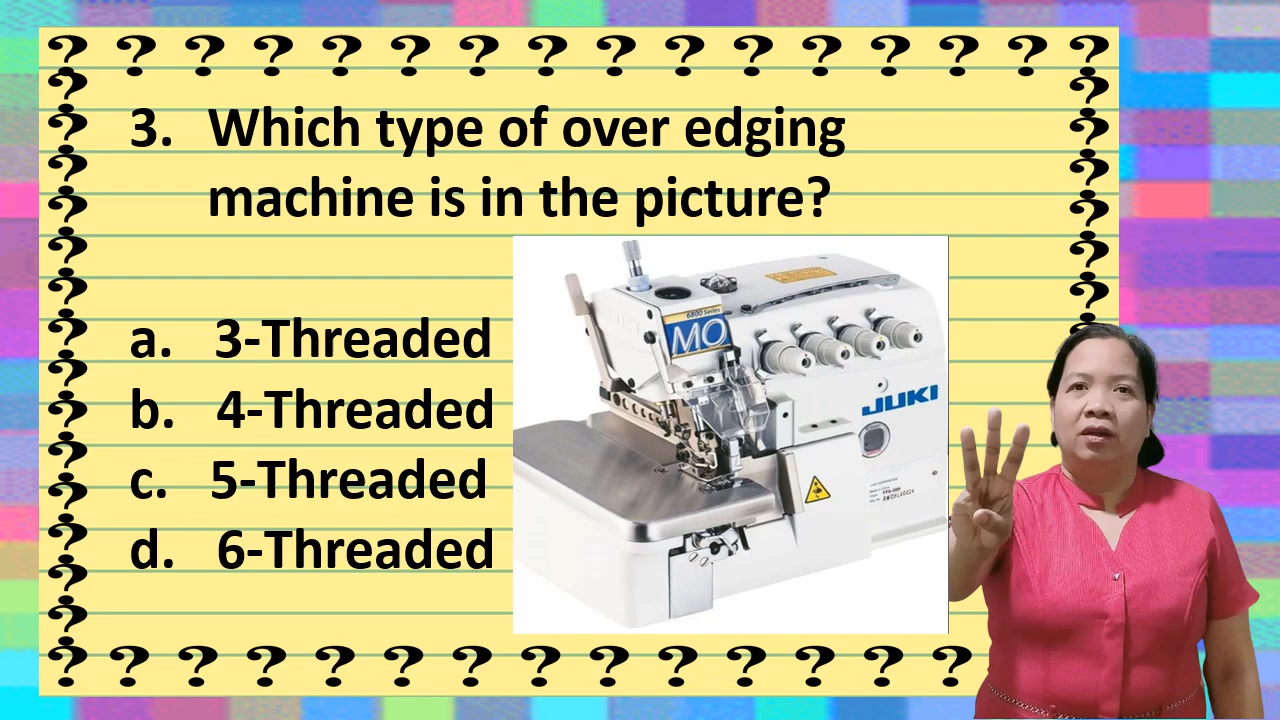 3. Which type of over edging
machine is in the picture?
a. 3-Threaded
b. 4-Threaded
c. 5-Threaded
d. 6-Threaded
6800 Series
MO
JUKI